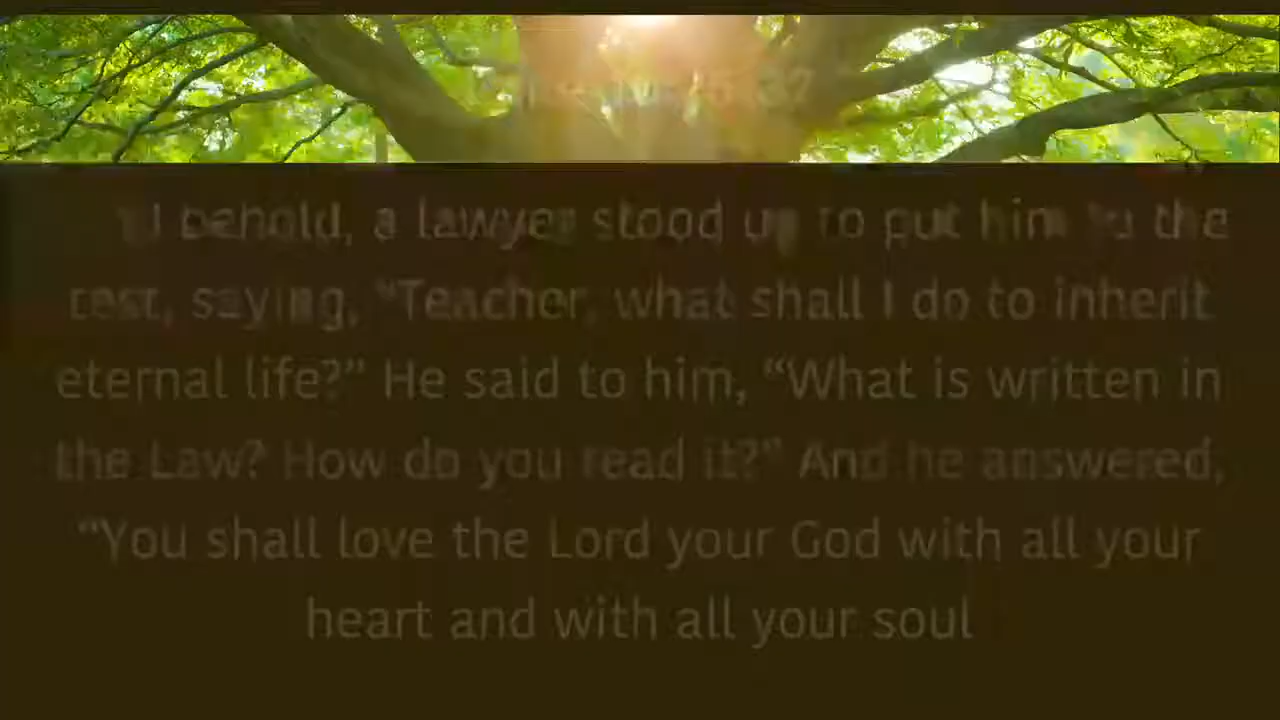 behold, a lawyer stood up to put him to the
test, saying, “Teacher, what shall I do to inherit
eternal life?” He said to him, “What is written in
the Law? How do you read it?” And he answered,
“You shall love the Lord your God with all your
heart and with all your soul